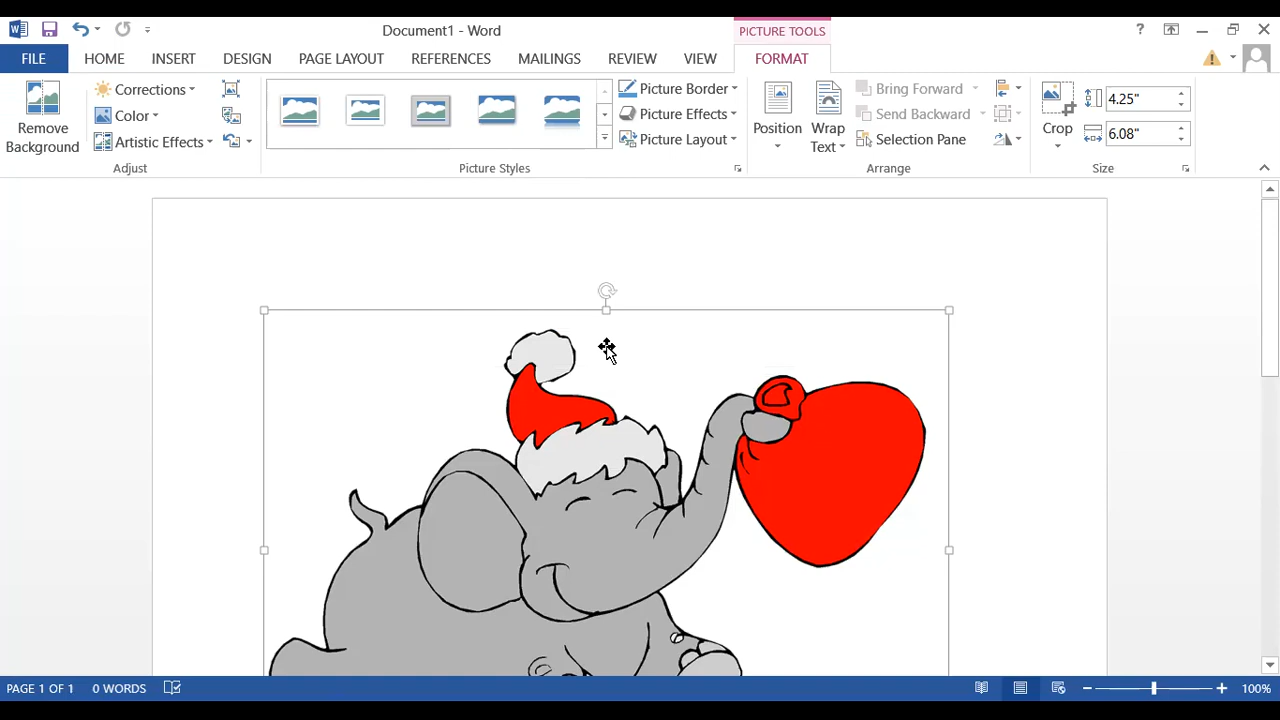 Document1 - Word
PICTURE TOOLS
?
FILE HOME INSERT DESIGN PAGE LAYOUT REFERENCES MAILINGS REVIEW VIEW FORMAT
Remove Background
Corrections
Color
Artistic Effects
Adjust
Picture Border
Picture Effects
Picture Layout
Picture Styles
Position
Wrap Text
Bring Forward
Send Backward
Selection Pane
Arrange
Crop
4.25"
6.08"
Size
PAGE 1 OF 1 0 WORDS 100%